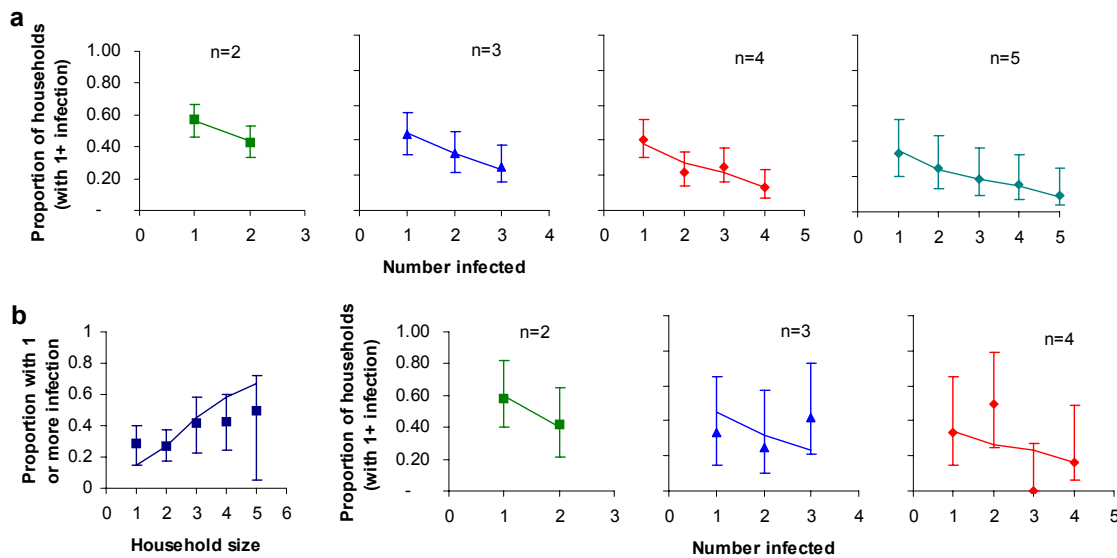 a
Proportion of households
(with 1+ infection)
1.00
0.80
0.60
0.40
0.20
-
n=2
n=3
n=4
n=5
0 1 2 3
0 1 2 3 4
0 1 2 3 4 5
0 1 2 3 4 5
Number infected
b
Proportion with 1
or more infection
1
0.8
0.6
0.4
0.2
0
0 1 2 3 4 5 6
Household size
Proportion of households
(with 1+ infection)
1.00
0.80
0.60
0.40
0.20
-
n=2
n=3
n=4
0 1 2 3
0 1 2 3 4
0 1 2 3 4 5
Number infected